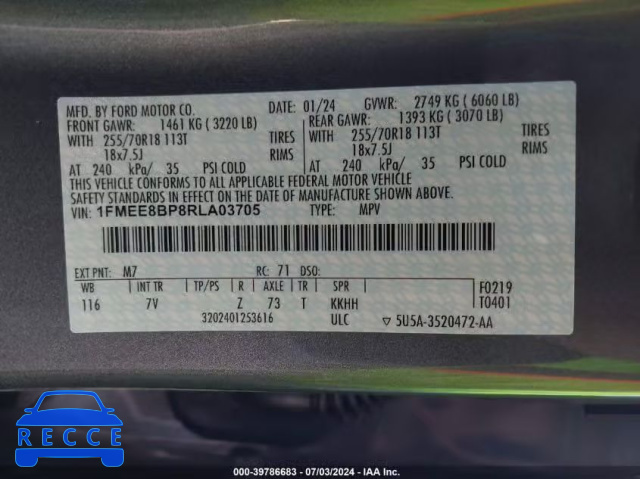 MFD. BY FORD MOTOR CO.
DATE: 01/24 GVWR: 2749 KG ( 6060 LB)
FRONT GAWR: 1461 KG ( 3220 LB) REAR GAWR: 1393 KG ( 3070 LB)
WITH 255/70R18 113T TIRES WITH 255/70R18 113T TIRES
18x7.5J RIMS 18x7.5J RIMS
AT 240 kPa/ 35 PSI COLD AT 240 kPa/ 35 PSI COLD
THIS VEHICLE CONFORMS TO ALL APPLICABLE FEDERAL MOTOR VEHICLE
SAFETY STANDARDS IN EFFECT ON THE DATE OF MANUFACTURE SHOWN ABOVE.
VIN: 1FMEE8BP8RLA03705 TYPE: MPV
EXT PNT: M7 RC: 71 DSO:
WB INT TR TP/PS R AXLE TR SPR F0219
116 7V Z 73 T KKHH T0401
3202401253616 ULC ▽ 5U5A-3520472-AA
RECCE
000-39786683 - 07/03/2024 - IAA Inc.